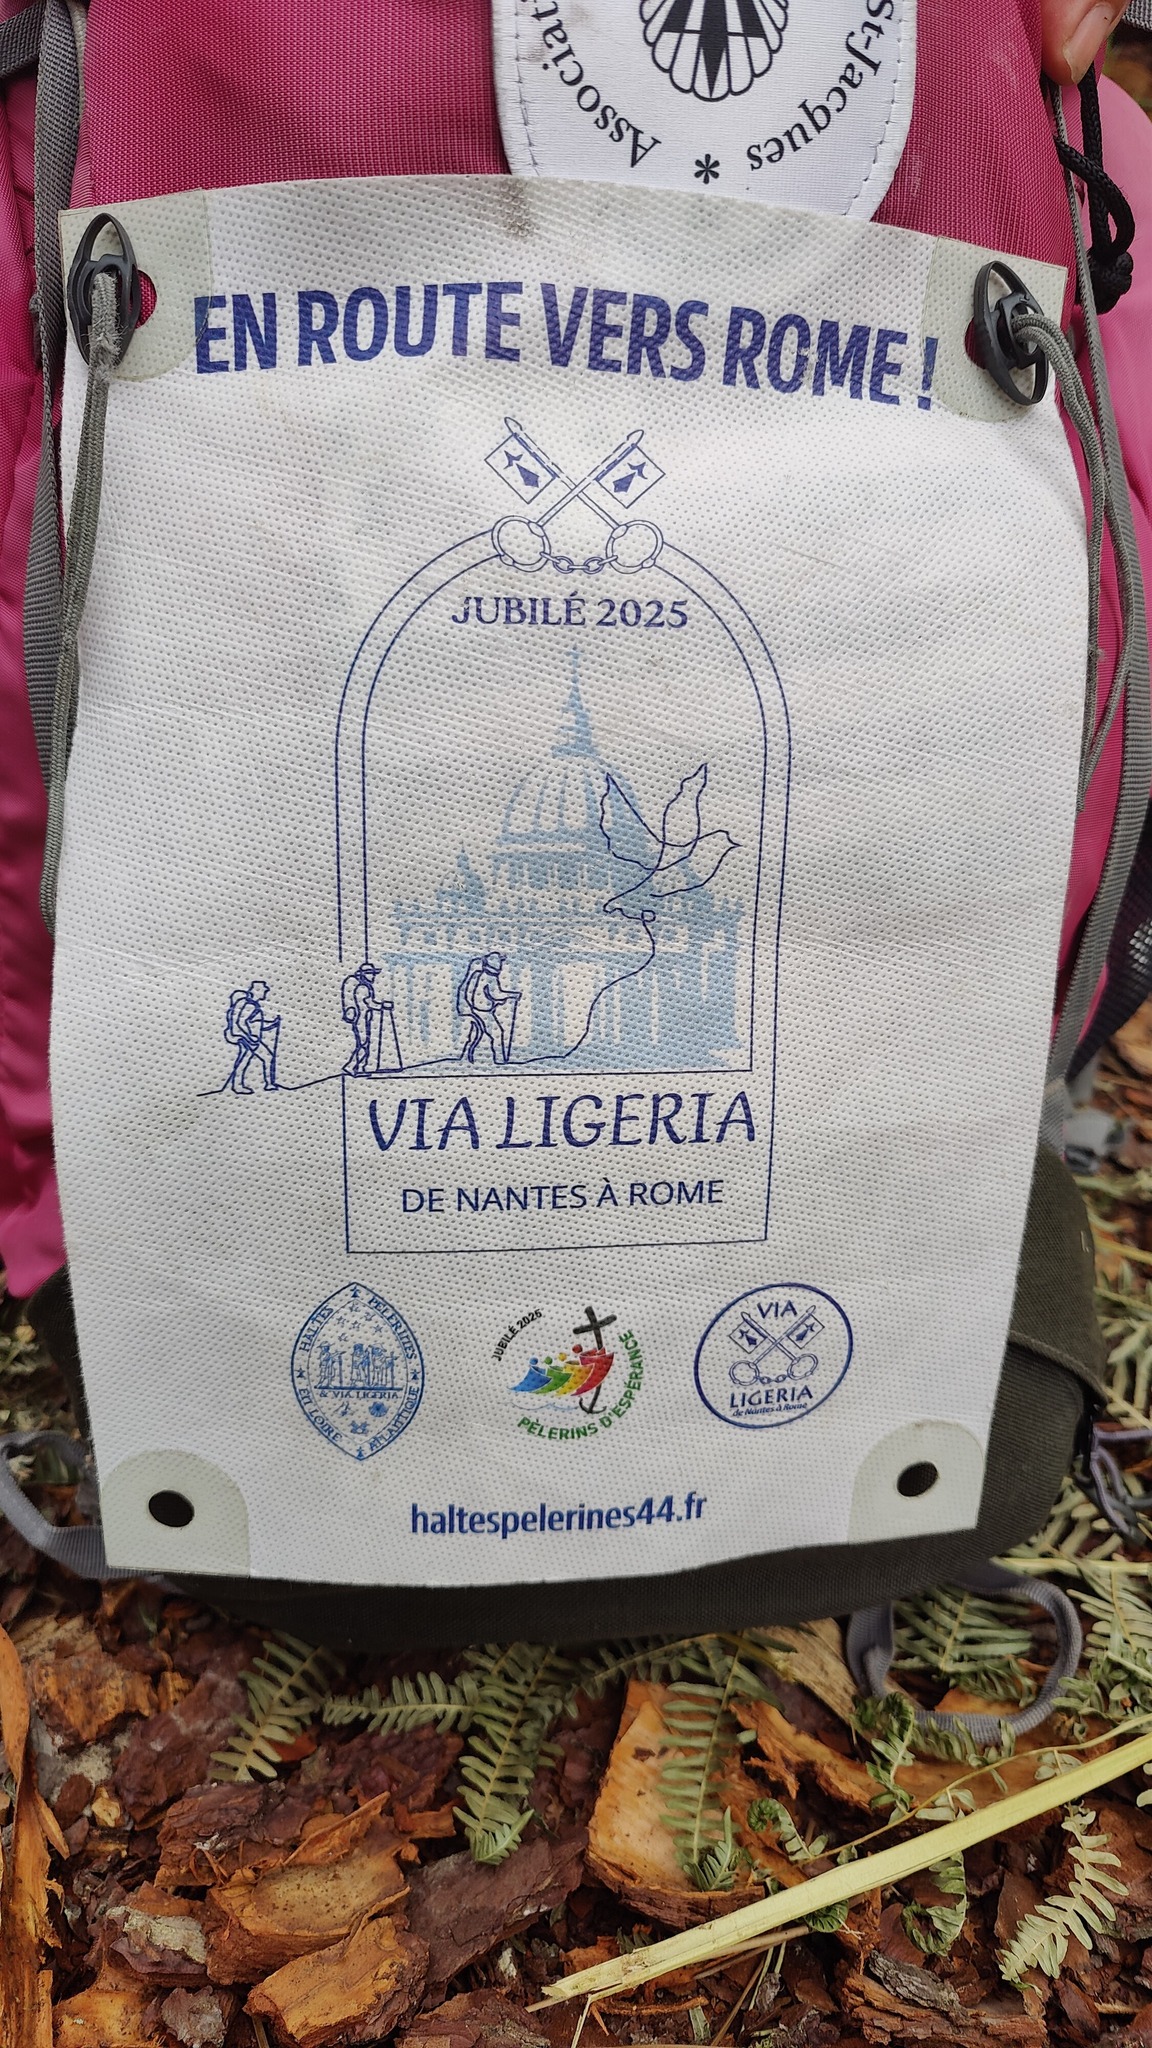 Associat
St-Jacques
*
EN ROUTE VERS ROME !
JUBILÉ 2025
VIA LIGERIA
DE NANTES À ROME
HALTES PÈLERINES
& VIA LIGERIA
EN LOIRE ATLANTIQUE
JUBILÉ 2025
PÈLERINS D'ESPÉRANCE
VIA
LIGERIA
de Nantes à Rome
haltespelerines44.fr